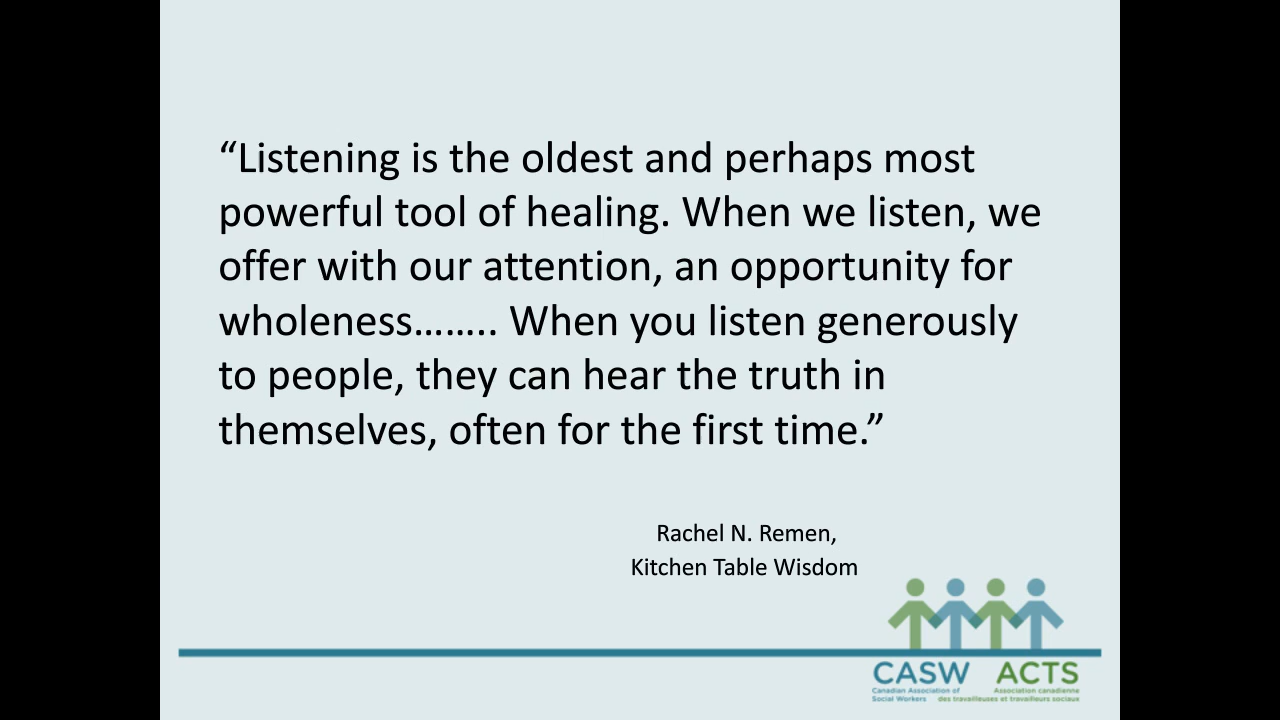 “Listening is the oldest and perhaps most
powerful tool of healing. When we listen, we
offer with our attention, an opportunity for
wholeness…….. When you listen generously
to people, they can hear the truth in
themselves, often for the first time.”
Rachel N. Remen,
Kitchen Table Wisdom
CASW ACTS
Canadian Association of Association canadienne
Social Workers des travailleuses et travailleurs sociaux